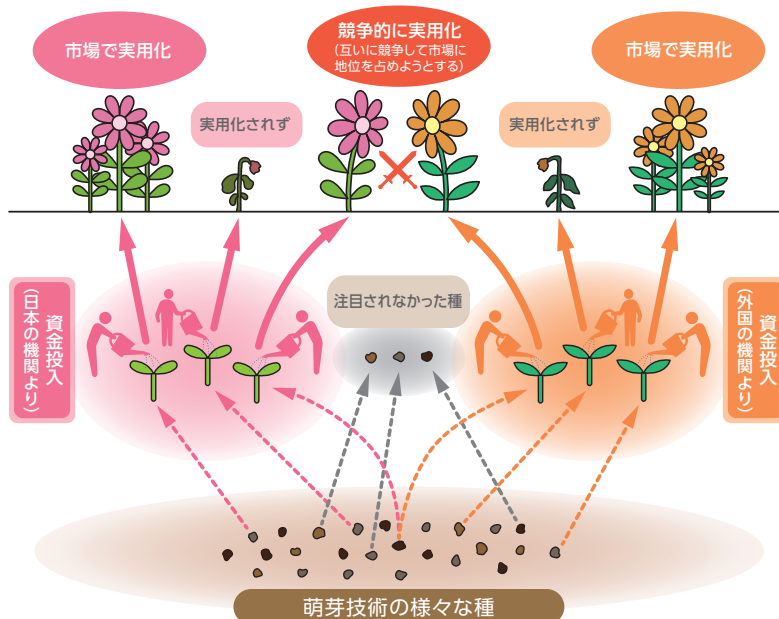 市場で実用化
競争的に実用化
(互いに競争して市場に
地位を占めようとする)
市場で実用化
実用化されず
実用化されず
資金投入
(日本の機関より)
注目されなかった種
資金投入
(外国の機関より)
萌芽技術の様々な種